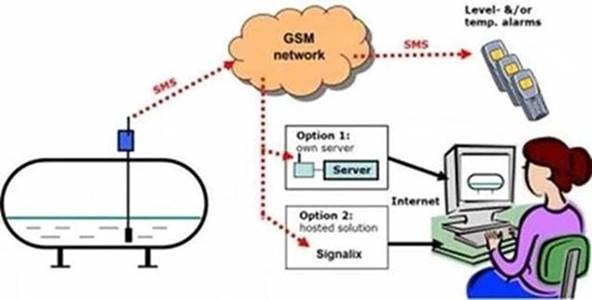 Level- &/or
temp. alarms
GSM
network
SMS
SMS
Option 1:
own server
Server
Internet
Option 2:
hosted solution
Signalix